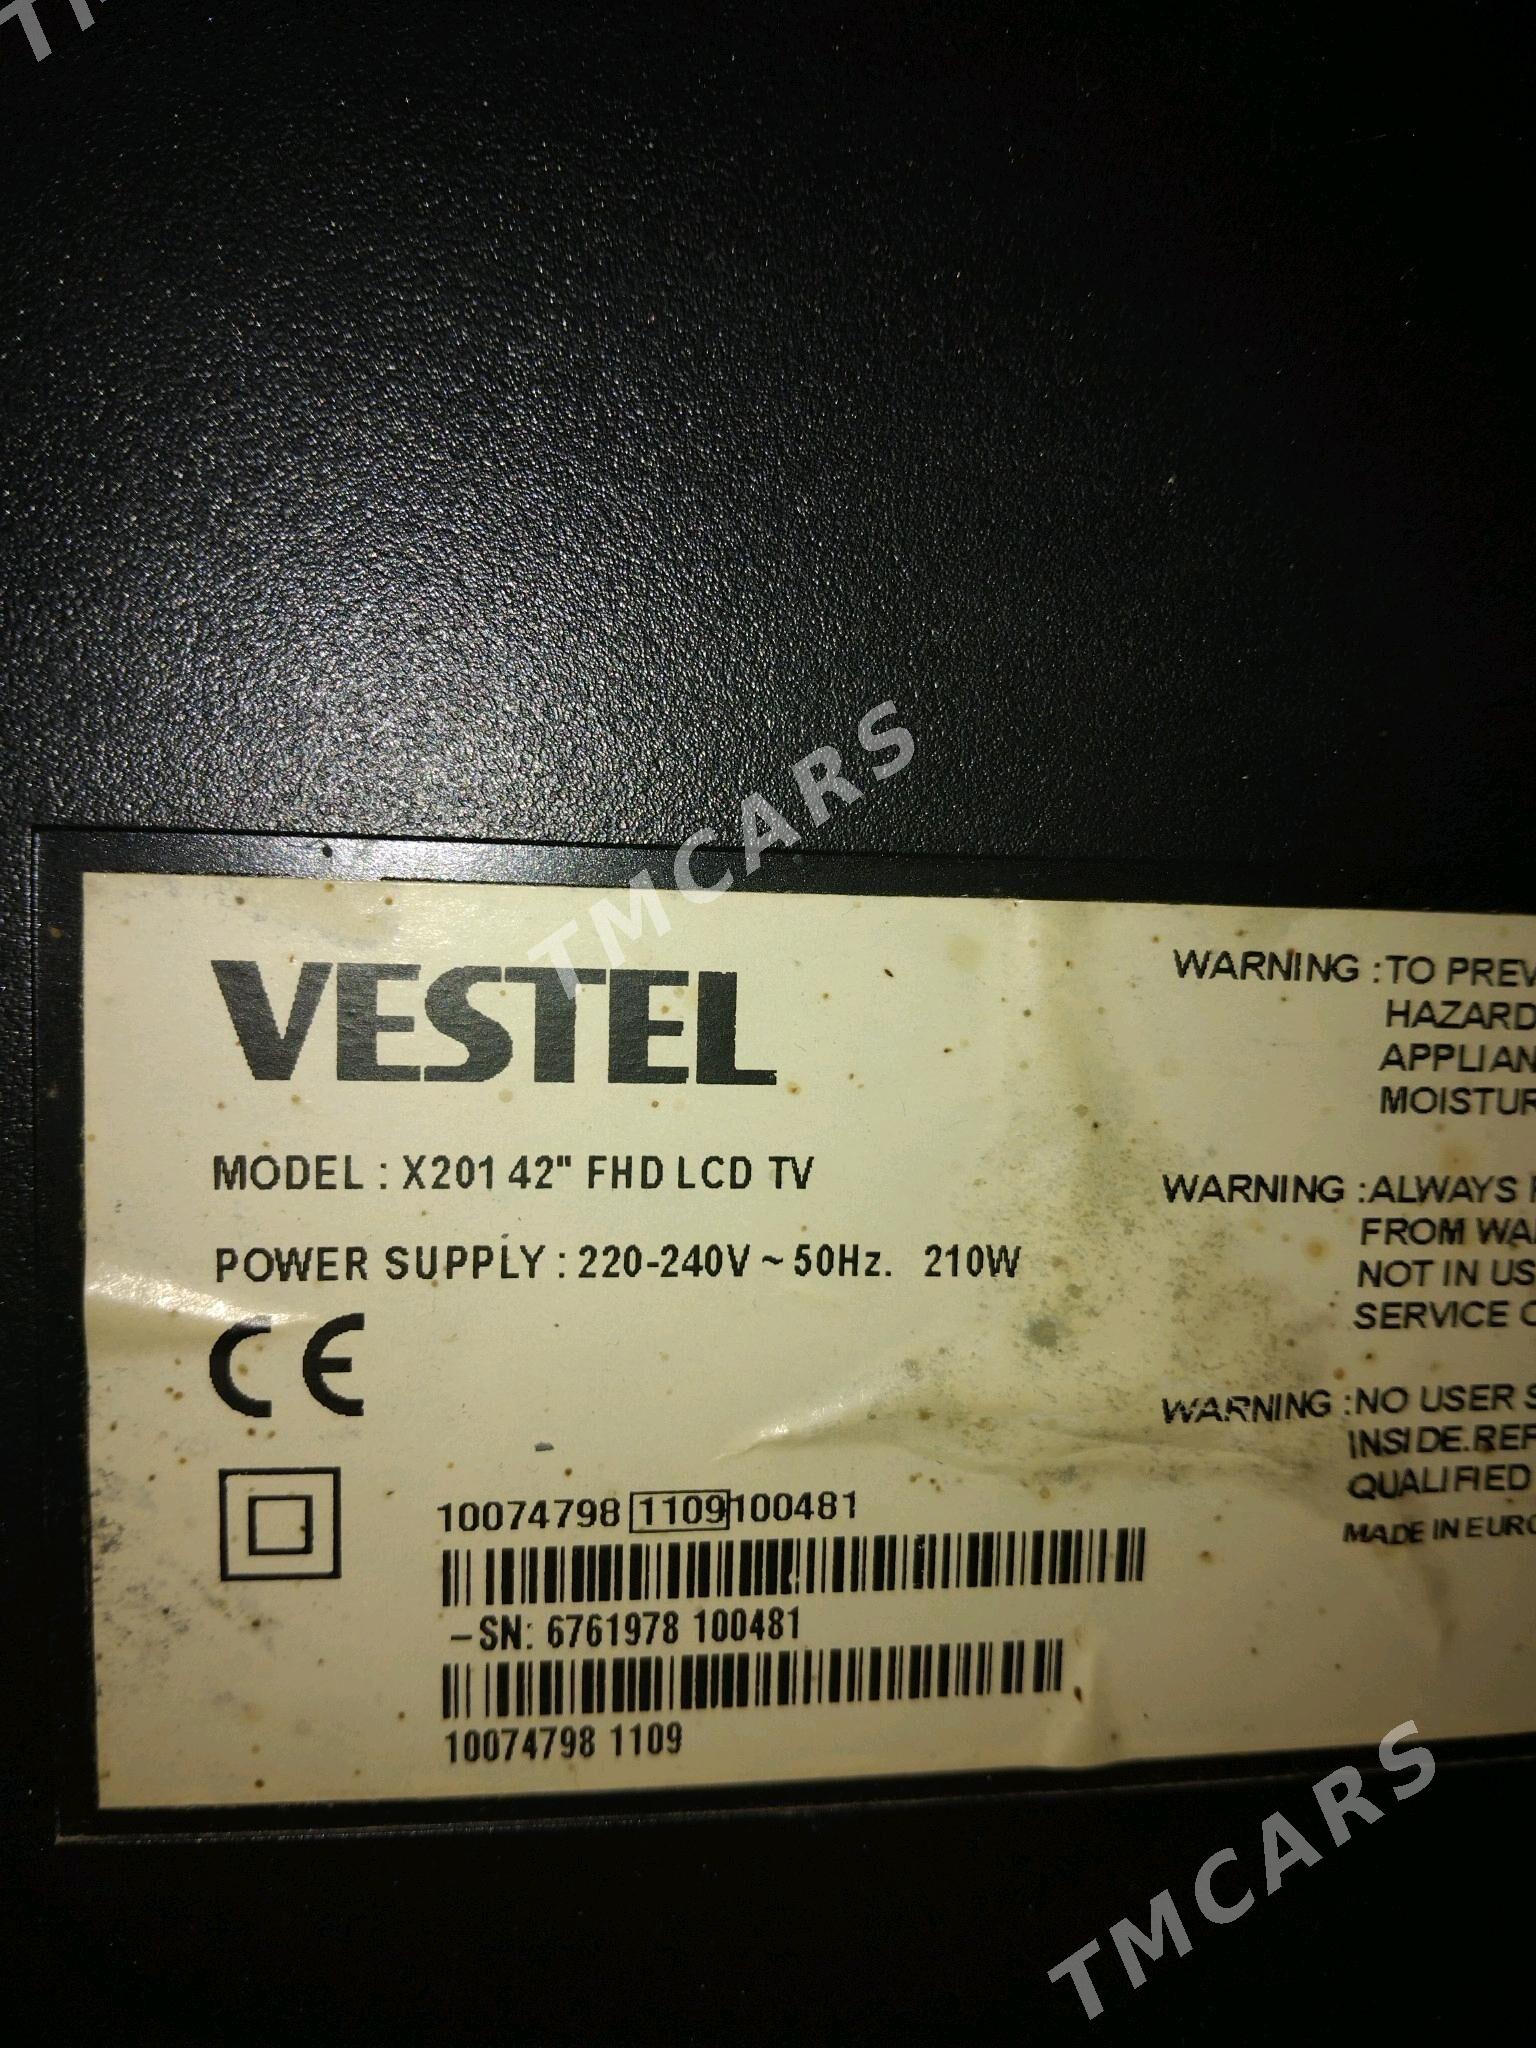 TMCARS
VESTEL
MODEL : X201 42" FHD LCD TV
POWER SUPPLY : 220-240V ~ 50Hz. 210W
CE
10074798 1109 100481
–SN: 6761978 100481
10074798 1109
WARNING :TO PREV
HAZARD
APPLIAN
MOISTUR
WARNING :ALWAYS
FROM WA
NOT IN US
SERVICE
WARNING :NO USER S
INSIDE.REF
QUALIFIED
MADE IN EURO
TMCARS